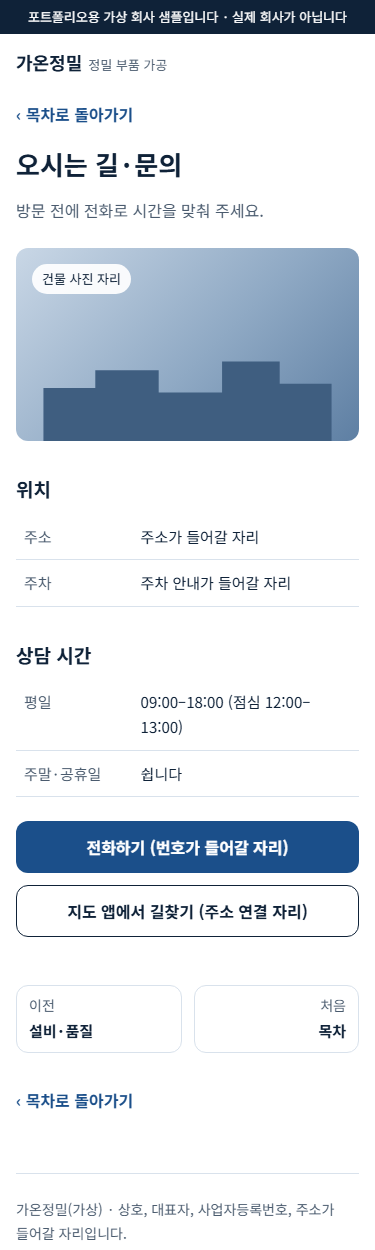 포트폴리오용 가상 회사 샘플입니다 · 실제 회사가 아닙니다
가온정밀 정밀 부품 가공
‹ 목차로 돌아가기
오시는 길·문의
방문 전에 전화로 시간을 맞춰 주세요.
건물 사진 자리
위치
주소 주소가 들어갈 자리
주차 주차 안내가 들어갈 자리
상담 시간
평일 09:00–18:00 (점심 12:00–
13:00)
주말·공휴일 쉽니다
전화하기 (번호가 들어갈 자리)
지도 앱에서 길찾기 (주소 연결 자리)
이전 처음
설비·품질 목차
‹ 목차로 돌아가기
가온정밀(가상) · 상호, 대표자, 사업자등록번호, 주소가
들어갈 자리입니다.